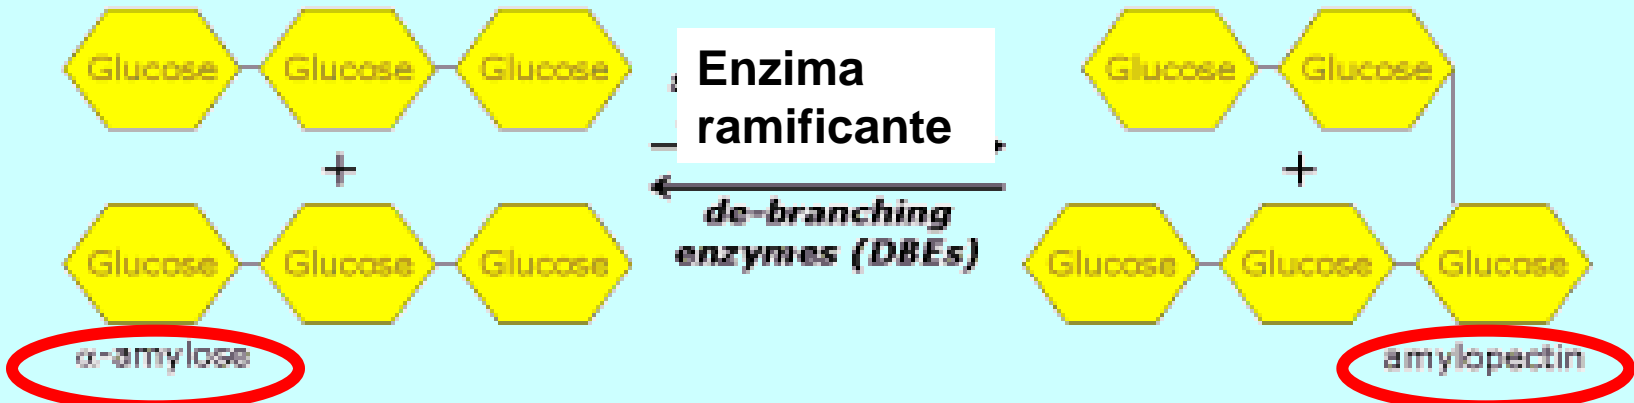 Glucose Glucose Glucose
Enzima
ramificante
Glucose Glucose
+
+
de-branching
enzymes (DBEs)
Glucose Glucose Glucose
Glucose Glucose Glucose
α-amylose
amylopectin